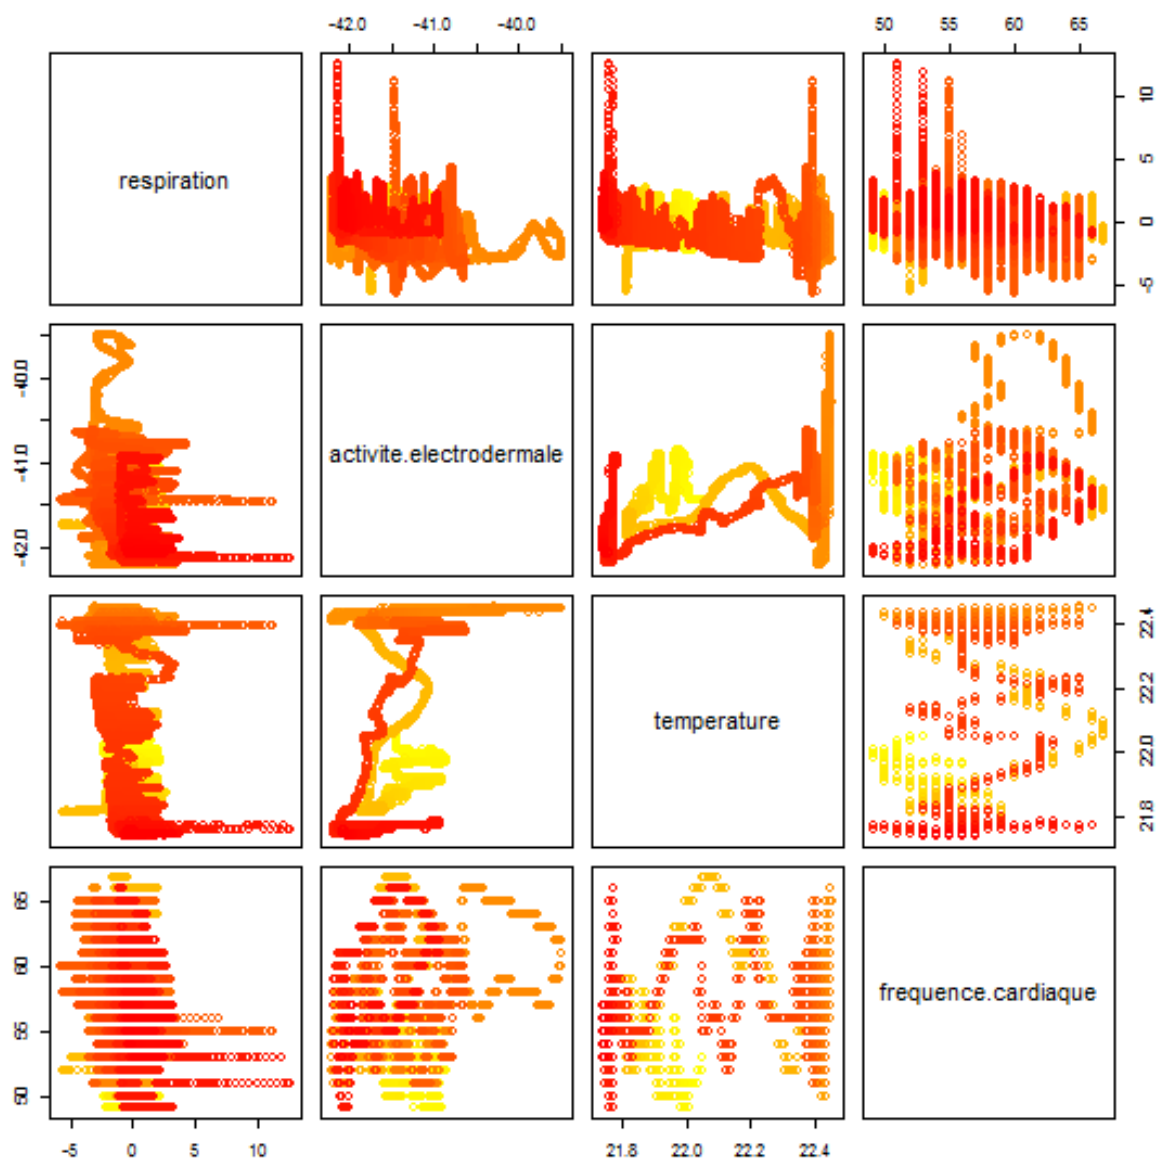 -42.0 -41.0 -40.0 50 55 60 65
respiration
-5 0 5 10
-42.0 -41.0 -40.0
activite.electrodermale
temperature
21.8 22.0 22.2 22.4
50 55 60 65
frequence.cardiaque
-5 0 5 10 21.8 22.0 22.2 22.4